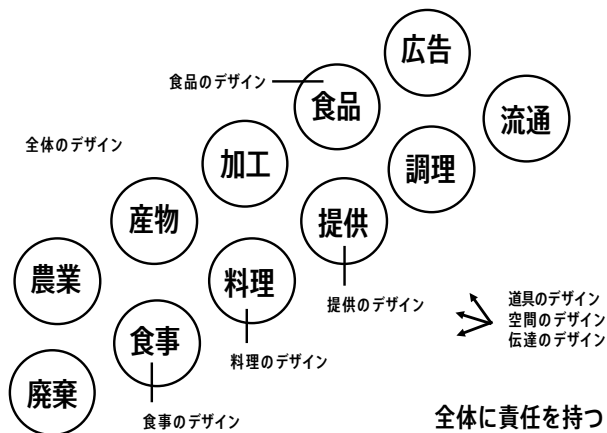 広告
食品のデザイン
食品
流通
全体のデザイン
加工
調理
産物
提供
農業
料理
提供のデザイン
道具のデザイン
空間のデザイン
伝達のデザイン
食事
料理のデザイン
廃棄
食事のデザイン
全体に責任を持つ